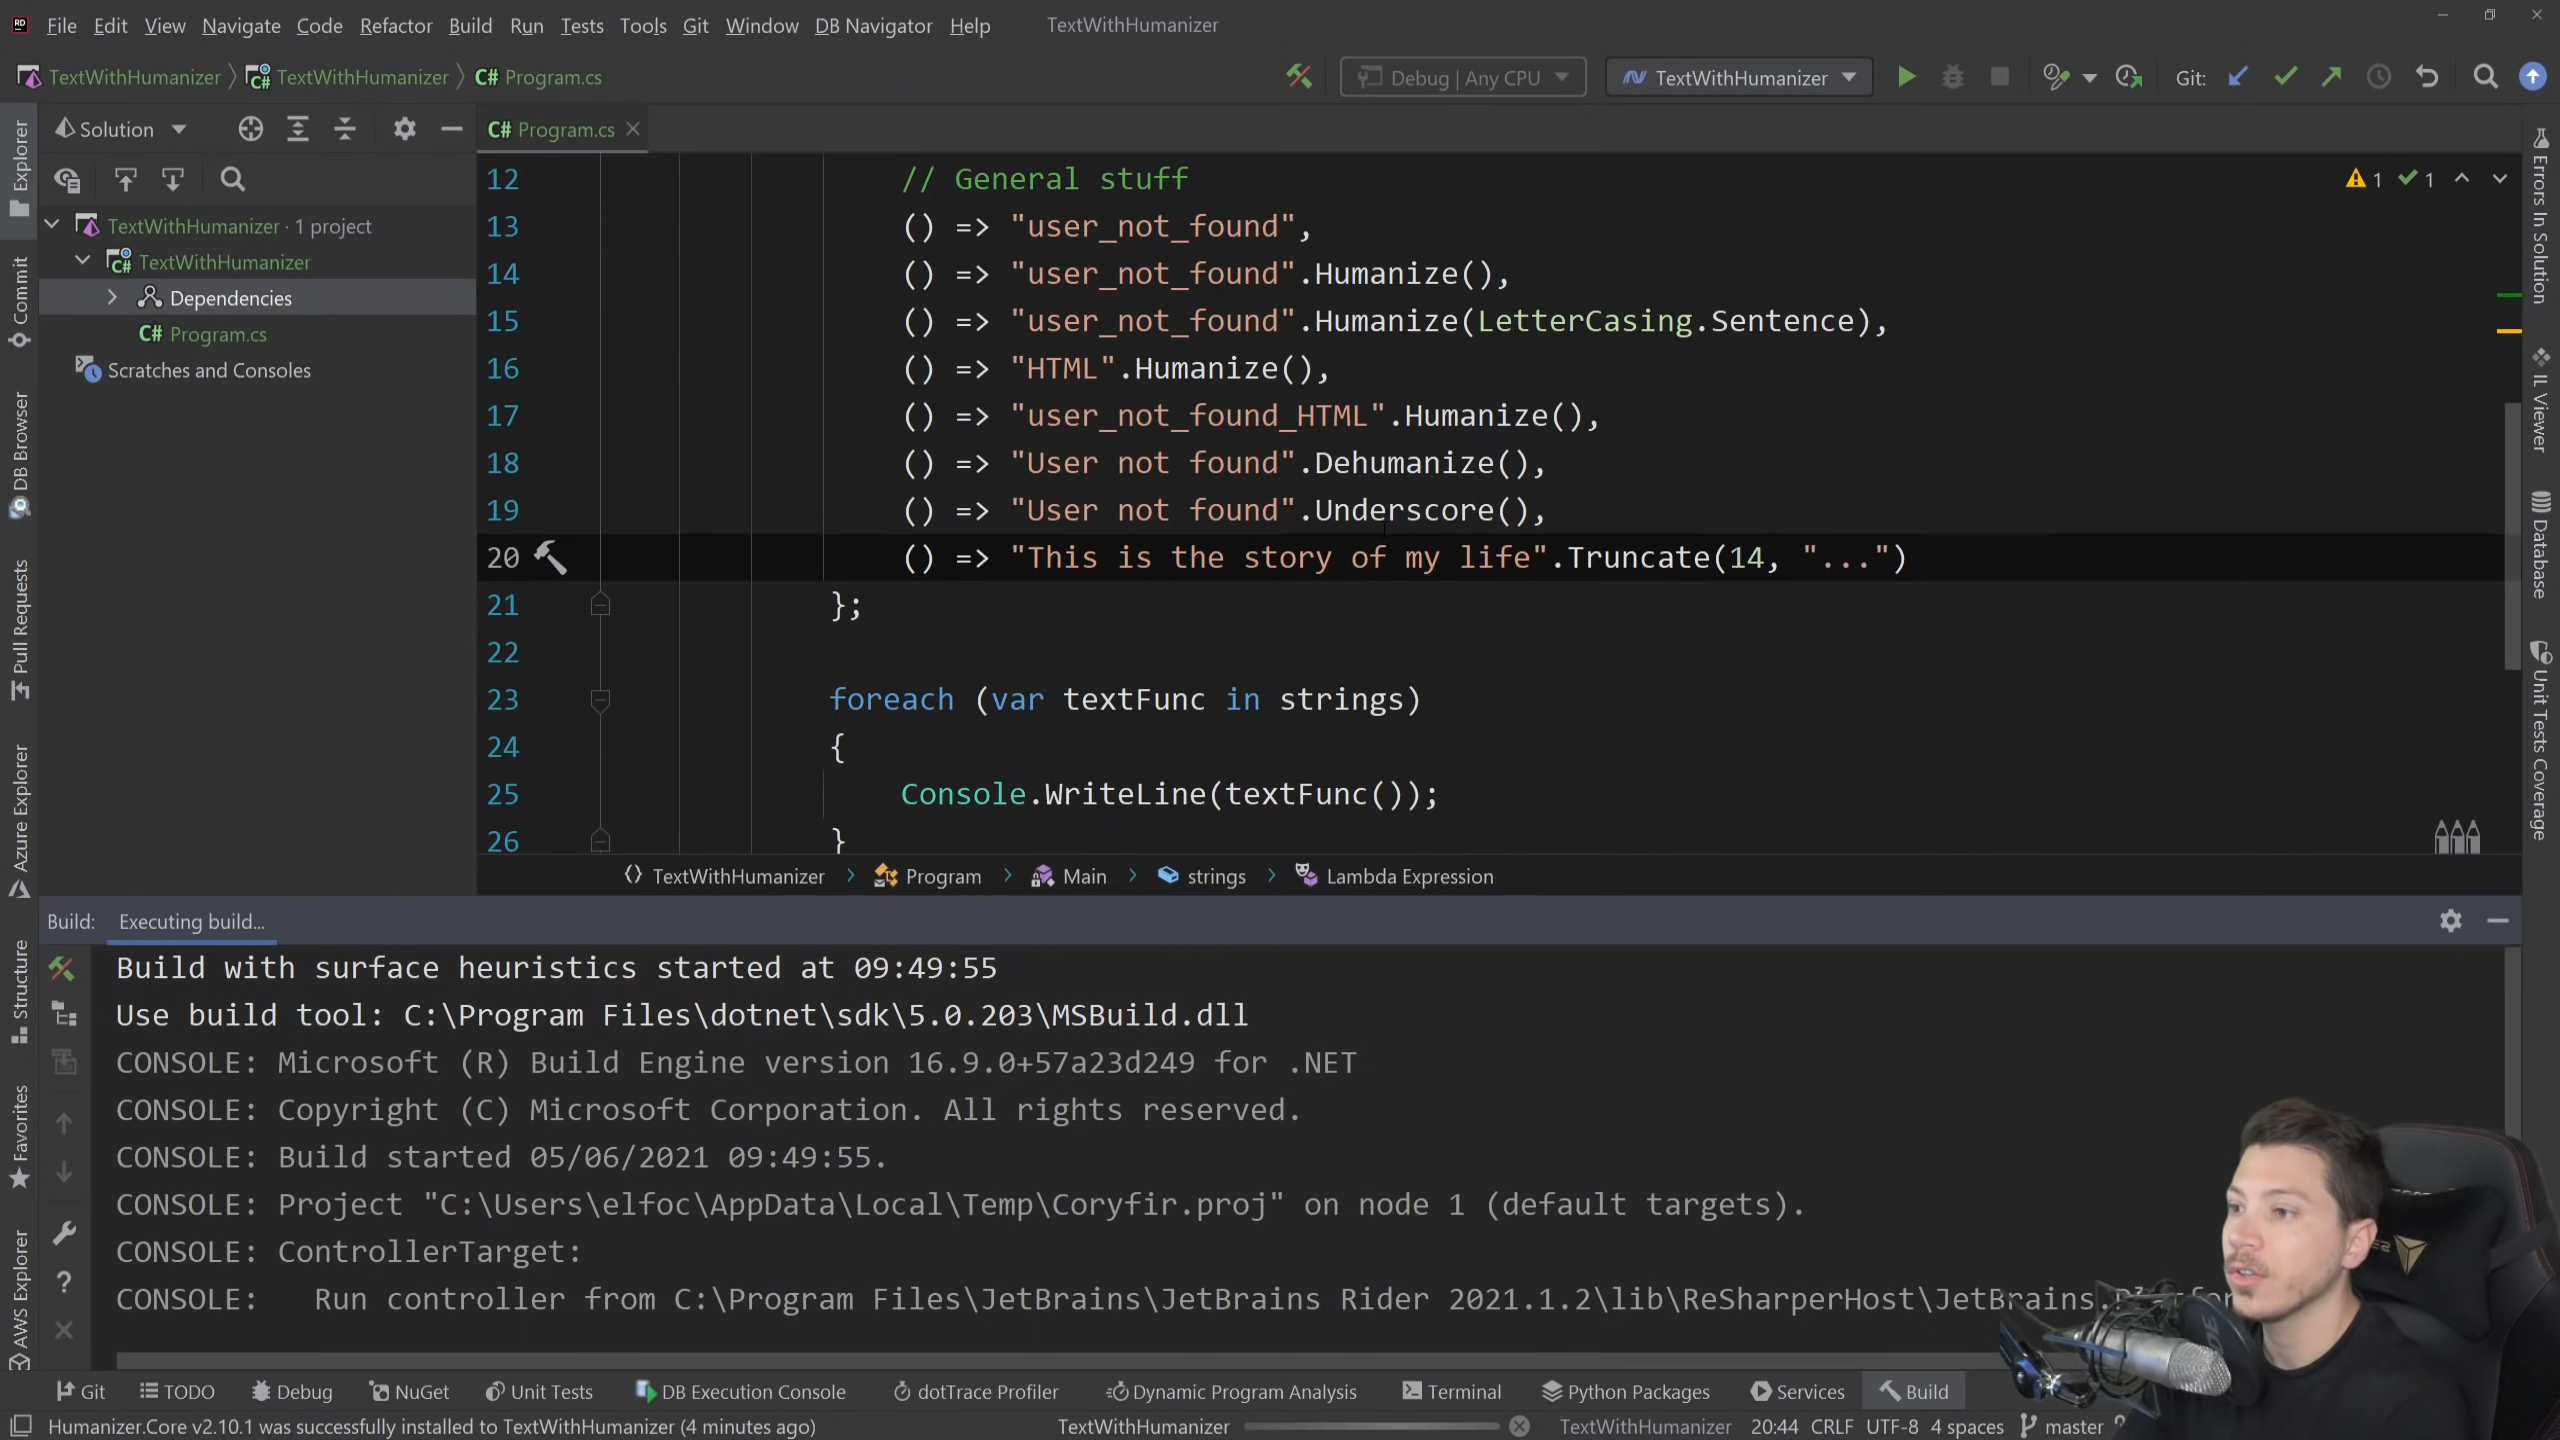 File Edit View Navigate Code Refactor Build Run Tests Tools Git Window DB Navigator Help TextWithHumanizer
TextWithHumanizer TextWithHumanizer C# Program.cs Debug | Any CPU TextWithHumanizer Git:
Solution
C# Program.cs
TextWithHumanizer · 1 project
TextWithHumanizer
Dependencies
C# Program.cs
Scratches and Consoles
Explorer
Commit
DB Browser
Pull Requests
Azure Explorer
Structure
Favorites
AWS Explorer
12 // General stuff
13 () => "user_not_found",
14 () => "user_not_found".Humanize(),
15 () => "user_not_found".Humanize(LetterCasing.Sentence),
16 () => "HTML".Humanize(),
17 () => "user_not_found_HTML".Humanize(),
18 () => "User not found".Dehumanize(),
19 () => "User not found".Underscore(),
20 () => "This is the story of my life".Truncate(14, "...")
21 };
22
23 foreach (var textFunc in strings)
24 {
25 Console.WriteLine(textFunc());
26 }
1 1
Errors In Solution
IL Viewer
Database
Unit Tests Coverage
TextWithHumanizer Program Main strings Lambda Expression
Build: Executing build...
Build with surface heuristics started at 09:49:55
Use build tool: C:\Program Files\dotnet\sdk\5.0.203\MSBuild.dll
CONSOLE: Microsoft (R) Build Engine version 16.9.0+57a23d249 for .NET
CONSOLE: Copyright (C) Microsoft Corporation. All rights reserved.
CONSOLE: Build started 05/06/2021 09:49:55.
CONSOLE: Project "C:\Users\elfoc\AppData\Local\Temp\Coryfir.proj" on node 1 (default targets).
CONSOLE: ControllerTarget:
CONSOLE: Run controller from C:\Program Files\JetBrains\JetBrains Rider 2021.1.2\lib\ReSharperHost\JetBrains.Platfor
Git TODO Debug NuGet Unit Tests DB Execution Console dotTrace Profiler Dynamic Program Analysis Terminal Python Packages Services Build
Humanizer.Core v2.10.1 was successfully installed to TextWithHumanizer (4 minutes ago) TextWithHumanizer TextWithHumanizer 20:44 CRLF UTF-8 4 spaces master